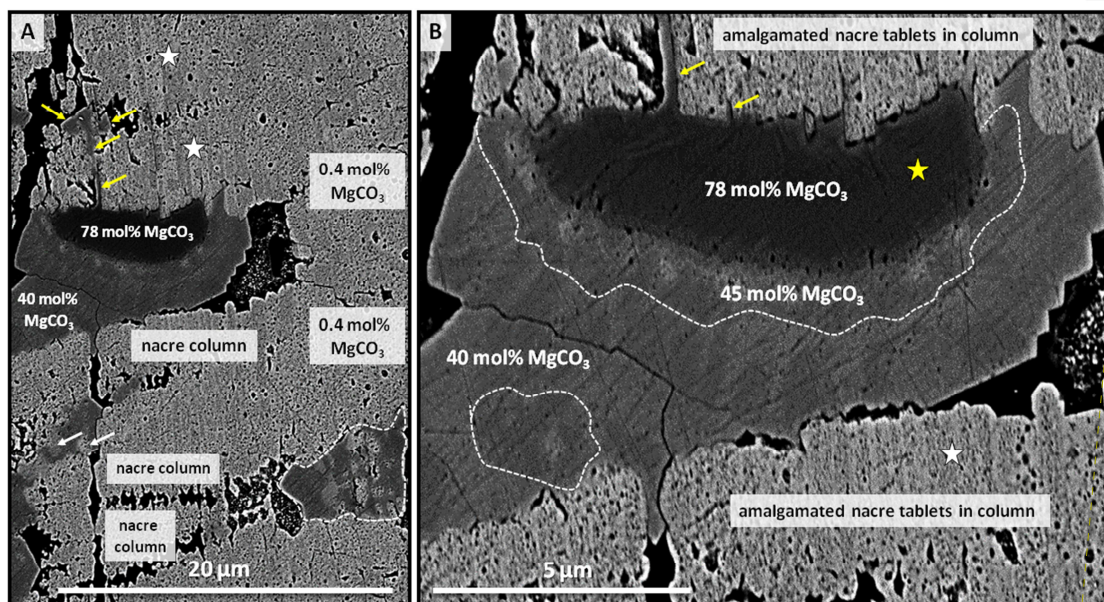 A
0.4 mol%
MgCO₃
78 mol% MgCO₃
40 mol%
MgCO₃
0.4 mol%
MgCO₃
nacre column
nacre column
nacre
column
20 µm
B
amalgamated nacre tablets in column
78 mol% MgCO₃
45 mol% MgCO₃
40 mol% MgCO₃
amalgamated nacre tablets in column
5 µm